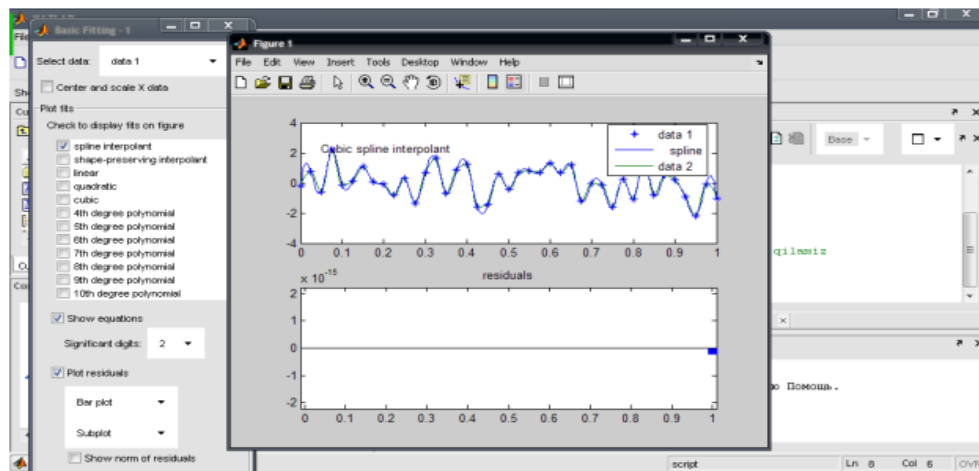 Basic Fitting - 1
Select data: data 1
Center and scale X data
Plot fits
Check to display fits on figure
spline interpolant
shape-preserving interpolant
linear
quadratic
cubic
4th degree polynomial
5th degree polynomial
6th degree polynomial
7th degree polynomial
8th degree polynomial
9th degree polynomial
10th degree polynomial
Show equations
Significant digits: 2
Plot residuals
Bar plot
Subplot
Show norm of residuals
Figure 1
File Edit View Insert Tools Desktop Window Help
4
2
0
-2
-4
Cubic spline interpolant
data 1
spline
data 2
0 0.1 0.2 0.3 0.4 0.5 0.6 0.7 0.8 0.9 1
x 10^-15
residuals
2
1
0
-1
-2
0 0.1 0.2 0.3 0.4 0.5 0.6 0.7 0.8 0.9 1
Base
qilamiz
Помощь.
script Ln 8 Col 6 OVR